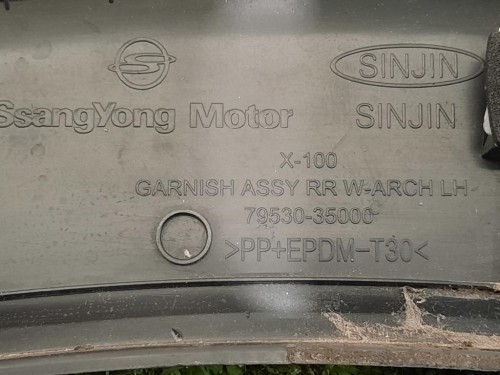 SINJIN
SsangYong Motor
SINJIN
X-100
GARNISH ASSY RR W-ARCH LH
79530-35000
>PP+EPDM-T30<